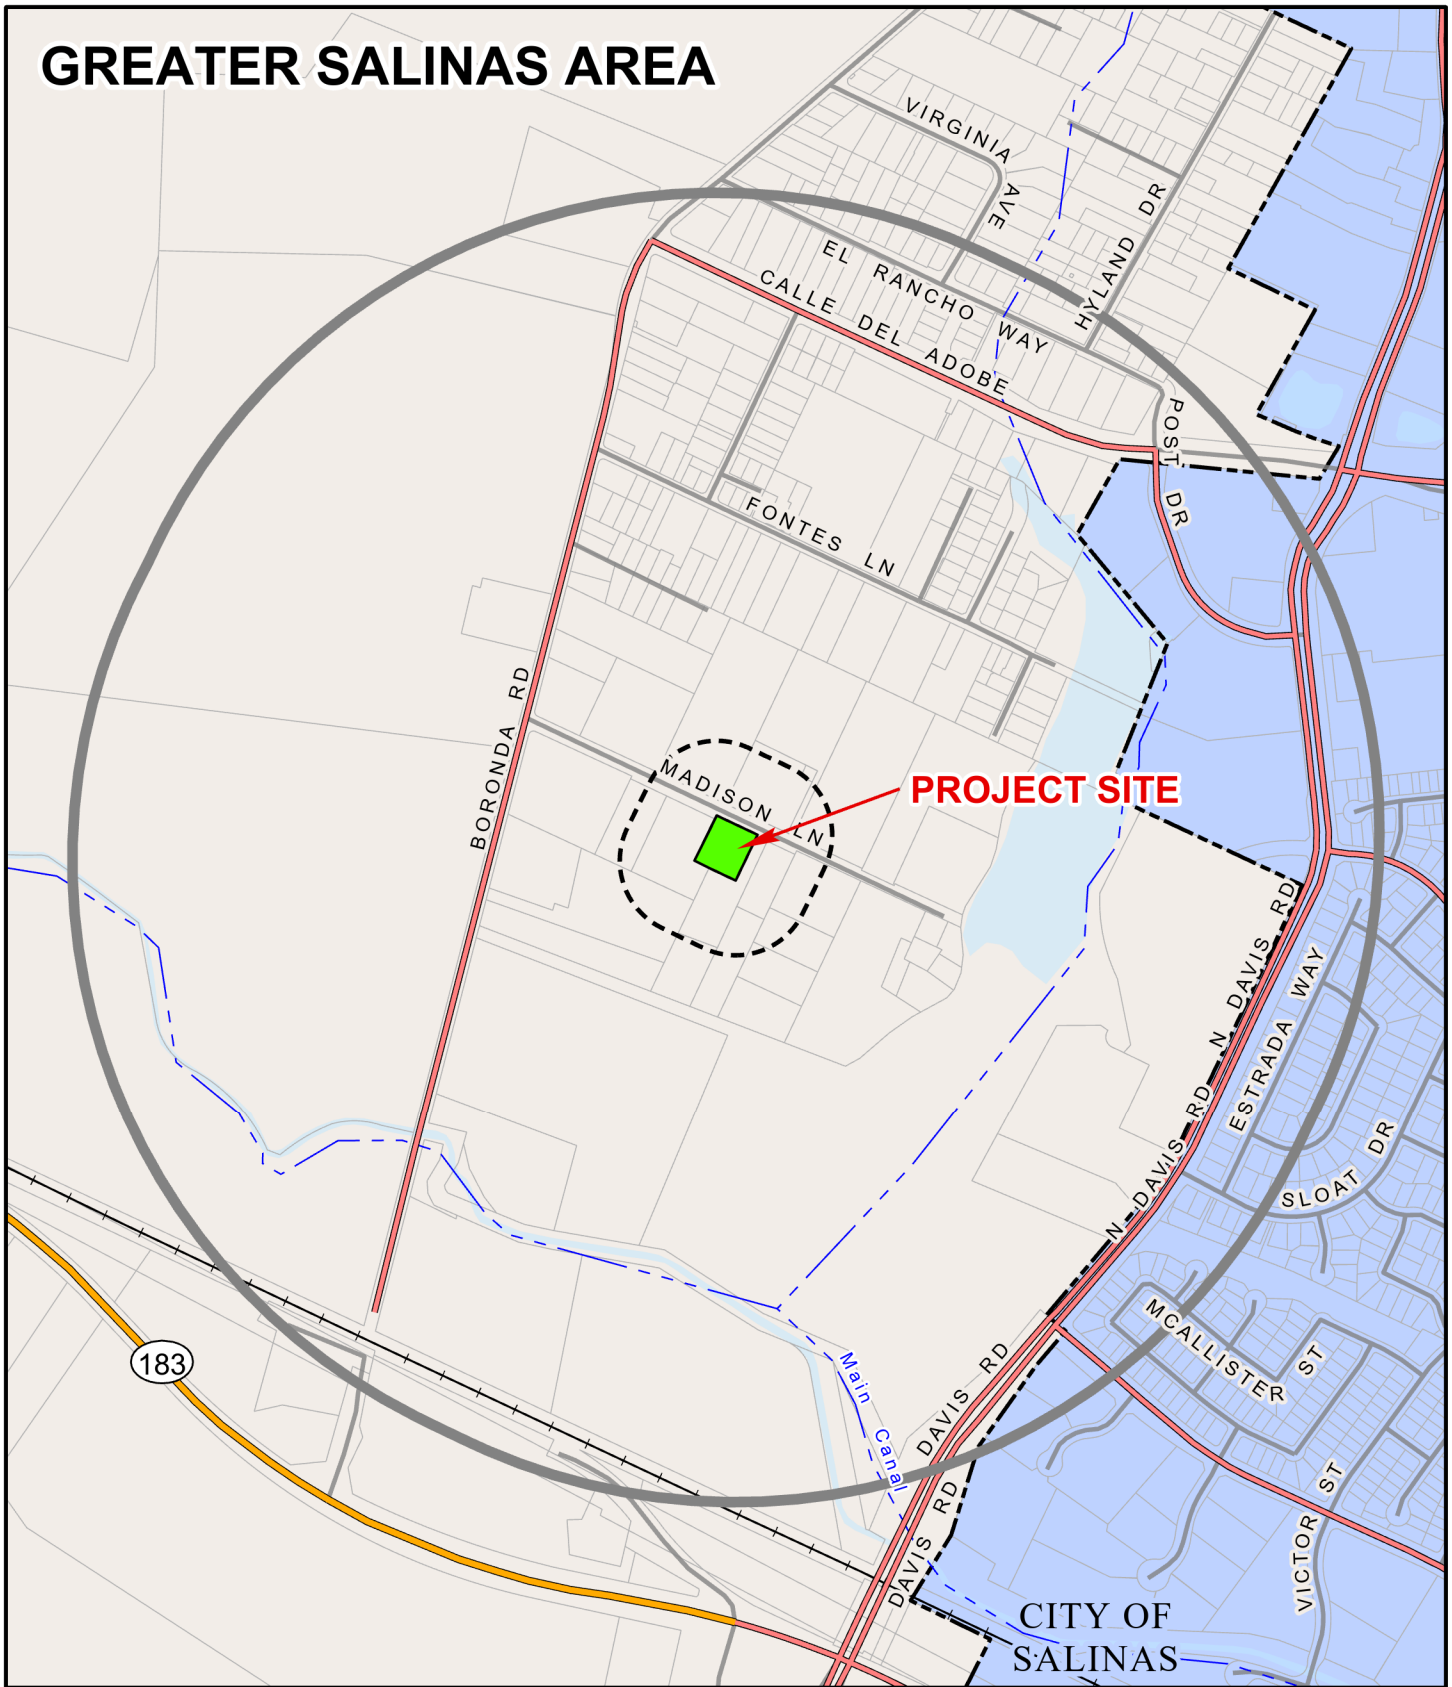 GREATER SALINAS AREA
VIRGINIA AVE
HYLAND DR
EL RANCHO WAY
CALLE DEL ADOBE
POST DR
FONTES LN
BORONDA RD
MADISON LN
PROJECT SITE
N DAVIS RD
ESTRADA WAY
N DAVIS RD
SLOAT DR
MCALLISTER ST
183
Main Canal
DAVIS RD
DAVIS RD
VICTOR ST
CITY OF
SALINAS